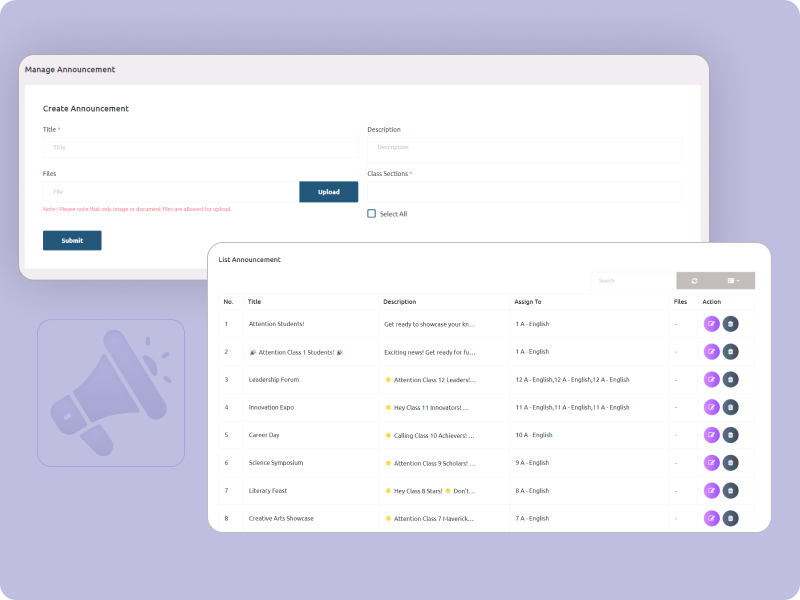 Manage Announcement
Create Announcement
Title *
Description
Title
Description
Files
Class Sections *
File
Upload
Note : Please note that only image or document files are allowed for upload.
Select All
Submit
List Announcement
Search
No. Title Description Assign To Files Action
1 Attention Students! Get ready to showcase your kn... 1 A - English -
2 🎉 Attention Class 1 Students! 🎉 Exciting news! Get ready for fu... 1 A - English -
3 Leadership Forum 🌟 Attention Class 12 Leaders!... 12 A - English,12 A - English,12 A - English -
4 Innovation Expo 🌟 Hey Class 11 Innovators! ... 11 A - English,11 A - English,11 A - English -
5 Career Day 🌟 Calling Class 10 Achievers! ... 10 A - English -
6 Science Symposium 🌟 Attention Class 9 Scholars! ... 9 A - English -
7 Literary Feast 🌟 Hey Class 8 Stars! 🌟 Don't... 8 A - English -
8 Creative Arts Showcase 🌟 Attention Class 7 Maverick... 7 A - English -